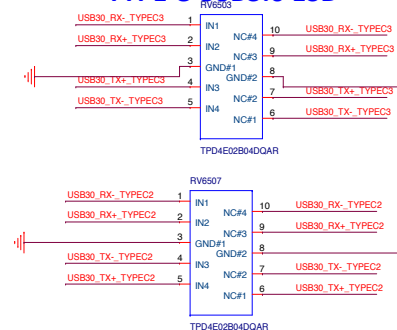 RV6503
USB30_RX-_TYPEC3 1 IN1 NC#4 10 USB30_RX-_TYPEC3
USB30_RX+_TYPEC3 2 IN2 NC#3 9 USB30_RX+_TYPEC3
3 GND#1 GND#2 8
USB30_TX+_TYPEC3 4 IN3 NC#2 7 USB30_TX+_TYPEC3
USB30_TX-_TYPEC3 5 IN4 NC#1 6 USB30_TX-_TYPEC3
TPD4E02B04DQAR
RV6507
USB30_RX-_TYPEC2 1 IN1 NC#4 10 USB30_RX-_TYPEC2
USB30_RX+_TYPEC2 2 IN2 NC#3 9 USB30_RX+_TYPEC2
3 GND#1 GND#2 8
USB30_TX-_TYPEC2 4 IN3 NC#2 7 USB30_TX-_TYPEC2
USB30_TX+_TYPEC2 5 IN4 NC#1 6 USB30_TX+_TYPEC2
TPD4E02B04DQAR